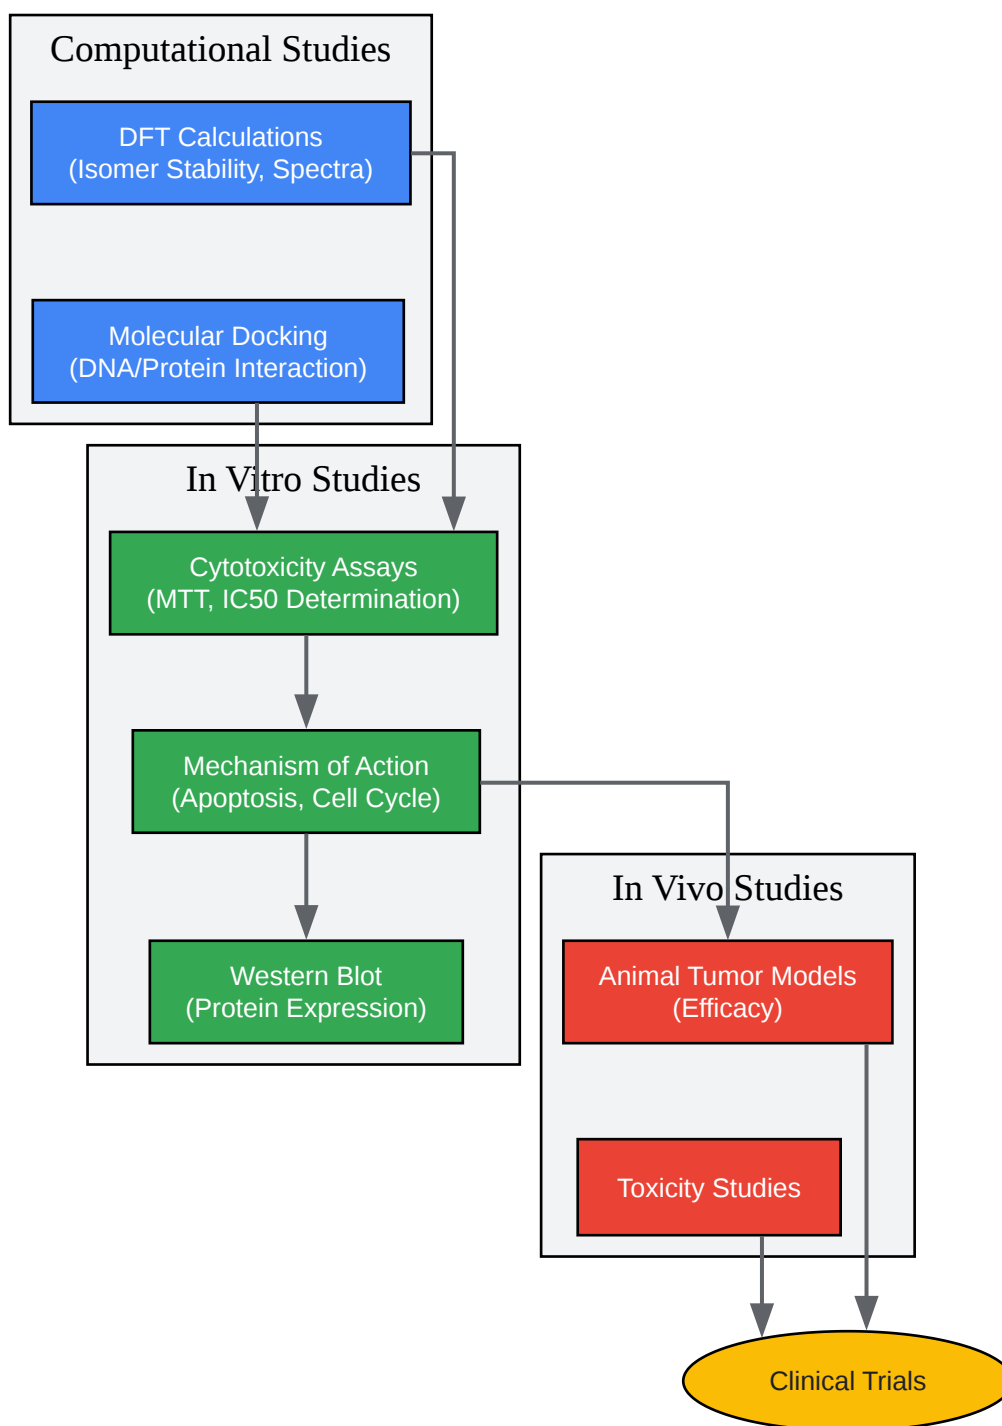 Computational Studies
DFT Calculations
(Isomer Stability, Spectra)
Molecular Docking
(DNA/Protein Interaction)
In Vitro Studies
Cytotoxicity Assays
(MTT, IC50 Determination)
Mechanism of Action
(Apoptosis, Cell Cycle)
Western Blot
(Protein Expression)
In Vivo Studies
Animal Tumor Models
(Efficacy)
Toxicity Studies
Clinical Trials